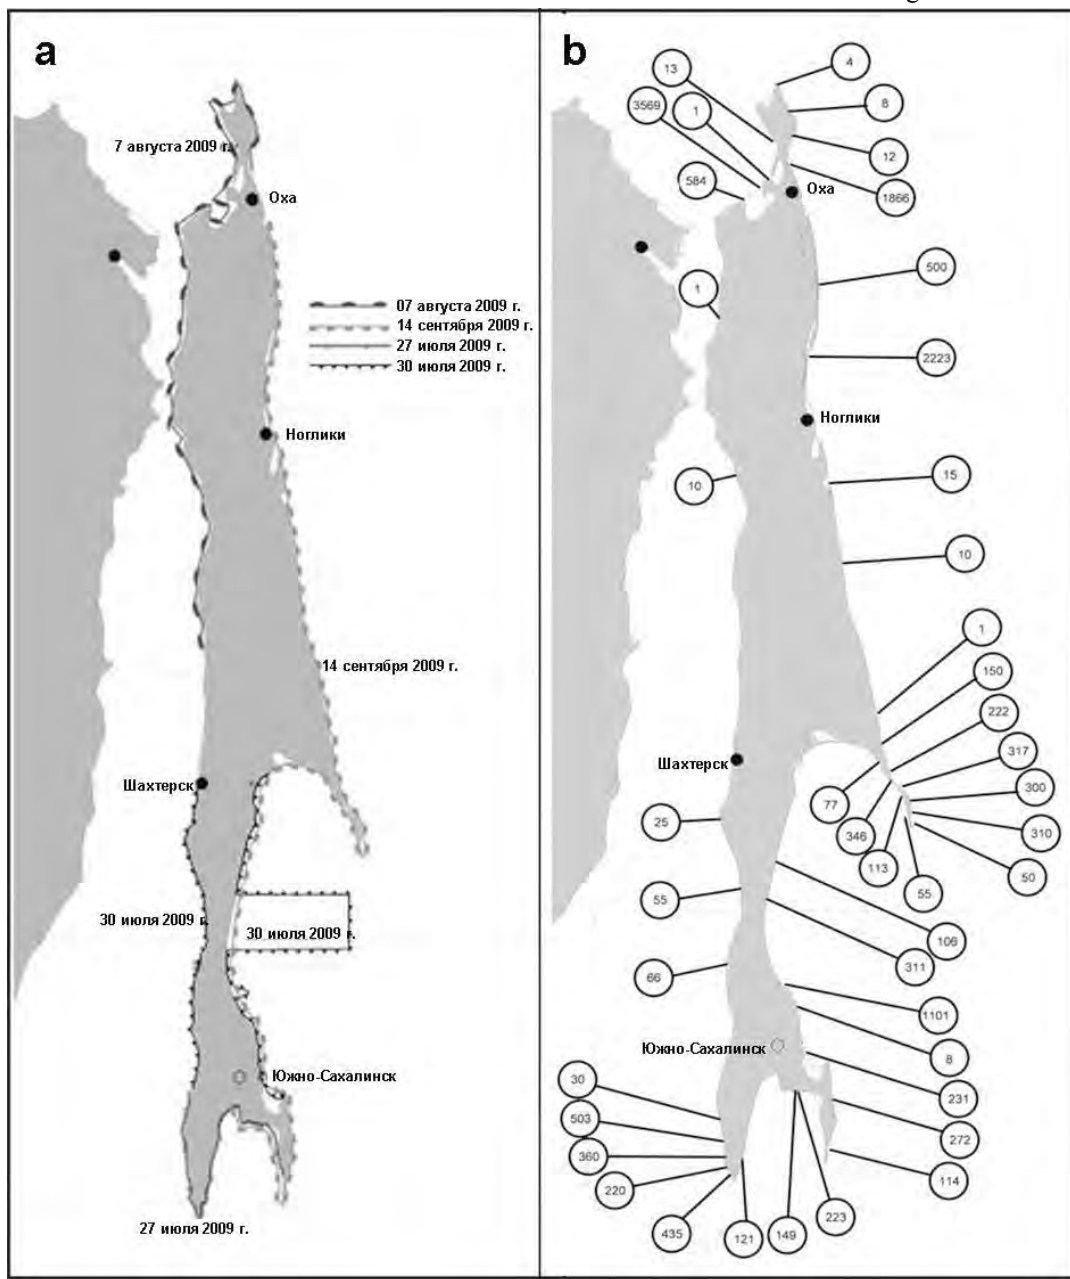 a
7 августа 2009 г.
Оха
07 августа 2009 г.
14 сентября 2009 г.
27 июля 2009 г.
30 июля 2009 г.
Ноглики
14 сентября 2009 г.
Шахтерск
30 июля 2009 г.
30 июля 2009 г.
Южно-Сахалинск
27 июля 2009 г.
b
4
13
8
3569
1
12
584
1866
Оха
500
1
2223
Ноглики
10
15
10
1
150
222
317
Шахтерск
300
77
25
346
310
113
50
55
55
106
311
66
1101
Южно-Сахалинск
8
30
231
503
272
360
114
220
223
435
121
149